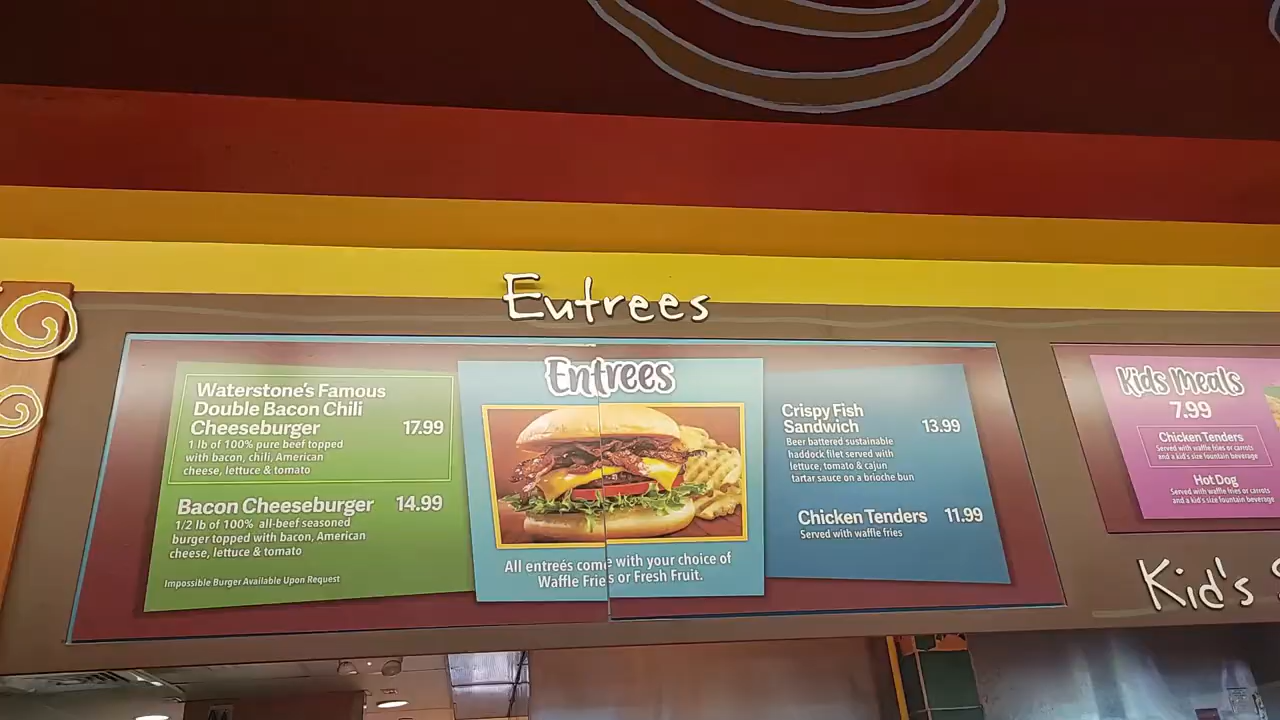 Entrees
Waterstone's Famous
Double Bacon Chili
Cheeseburger 17.99
1 lb of 100% pure beef topped
with bacon, chili, American
cheese, lettuce & tomato
Bacon Cheeseburger 14.99
1/2 lb of 100% all-beef seasoned
burger topped with bacon, American
cheese, lettuce & tomato
Impossible Burger Available Upon Request
Entrees
All entreés come with your choice of
Waffle Fries or Fresh Fruit.
Crispy Fish
Sandwich 13.99
Beer battered sustainable
haddock filet served with
lettuce, tomato & cajun
tartar sauce on a brioche bun
Chicken Tenders 11.99
Served with waffle fries
Kids Meals
7.99
Chicken Tenders
Served with waffle fries or carrots
and a kid's size fountain beverage
Hot Dog
Served with waffle fries or carrots
and a kid's size fountain beverage
Kid's